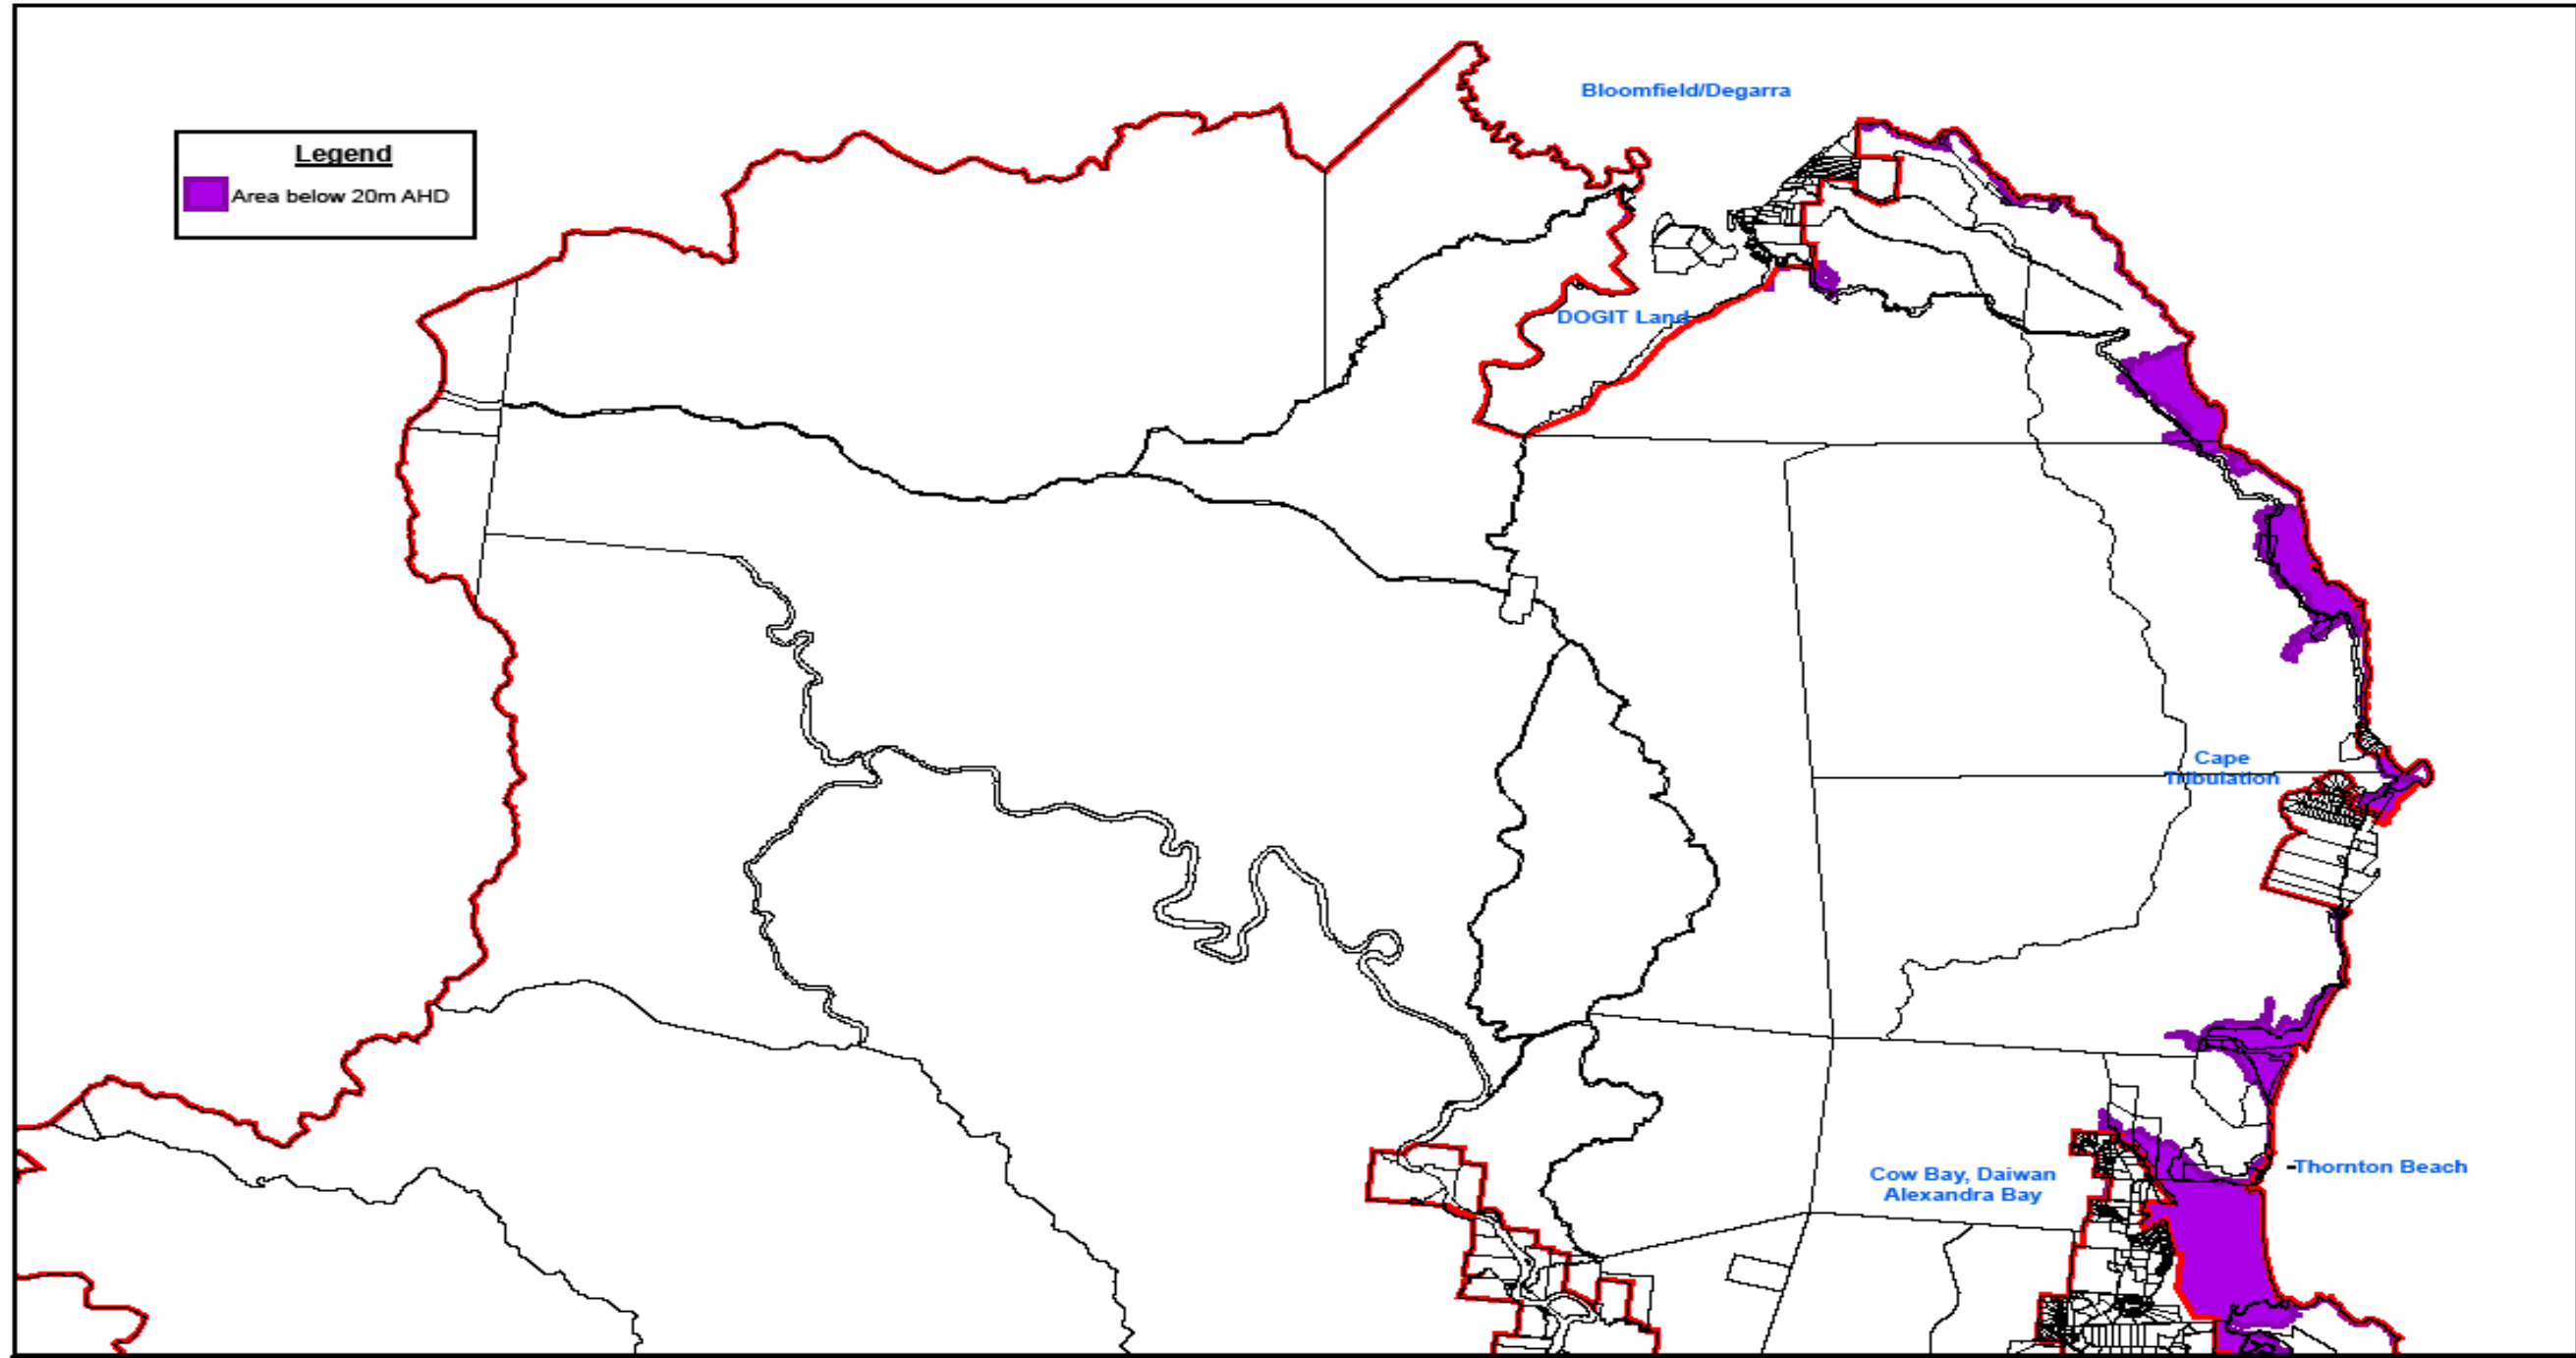 Bloomfield/Degarra
Legend
Area below 20m AHD
DOGIT Land
Cape
Tribulation
Cow Bay, Daiwan
Alexandra Bay
Thornton Beach